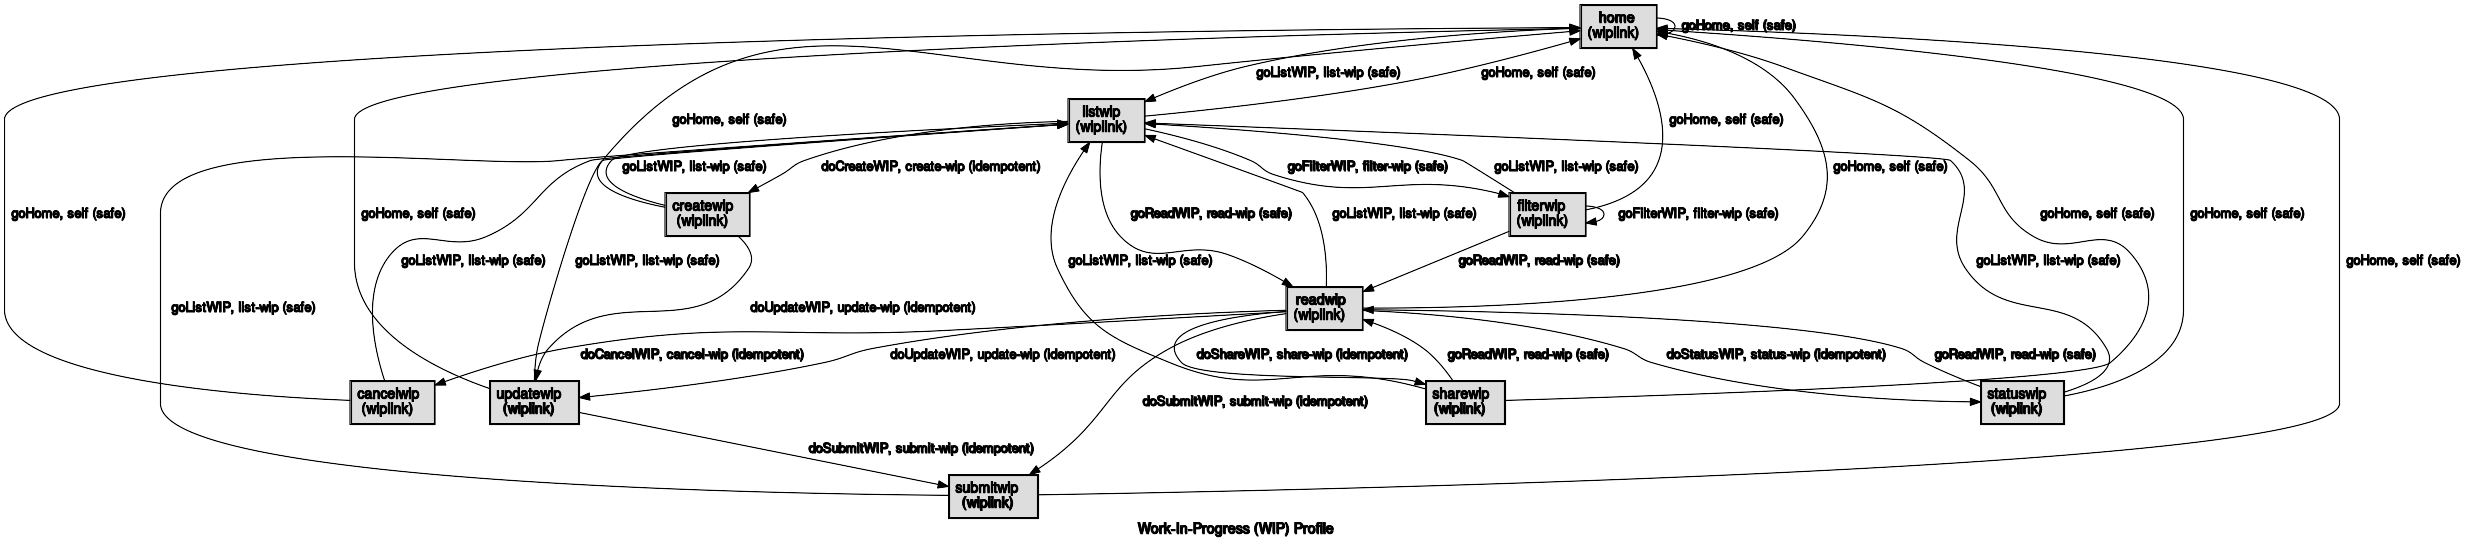 home
(wiplink)
goHome, self (safe)
goListWIP, list-wip (safe)
goHome, self (safe)
listwip
(wiplink)
goHome, self (safe)
goHome, self (safe)
goListWIP, list-wip (safe)
doCreateWIP, create-wip (idempotent)
goFilterWIP, filter-wip (safe)
goListWIP, list-wip (safe)
goHome, self (safe)
createwip
(wiplink)
filterwip
(wiplink)
goHome, self (safe)
goHome, self (safe)
goReadWIP, read-wip (safe)
goListWIP, list-wip (safe)
goFilterWIP, filter-wip (safe)
goHome, self (safe)
goHome, self (safe)
goListWIP, list-wip (safe)
goListWIP, list-wip (safe)
goListWIP, list-wip (safe)
goReadWIP, read-wip (safe)
goListWIP, list-wip (safe)
goHome, self (safe)
goListWIP, list-wip (safe)
doUpdateWIP, update-wip (idempotent)
readwip
(wiplink)
doCancelWIP, cancel-wip (idempotent)
doUpdateWIP, update-wip (idempotent)
doShareWIP, share-wip (idempotent)
goReadWIP, read-wip (safe)
doStatusWIP, status-wip (idempotent)
goReadWIP, read-wip (safe)
cancelwip
(wiplink)
updatewip
(wiplink)
doSubmitWIP, submit-wip (idempotent)
sharewip
(wiplink)
statuswip
(wiplink)
doSubmitWIP, submit-wip (idempotent)
submitwip
(wiplink)
Work-In-Progress (WIP) Profile